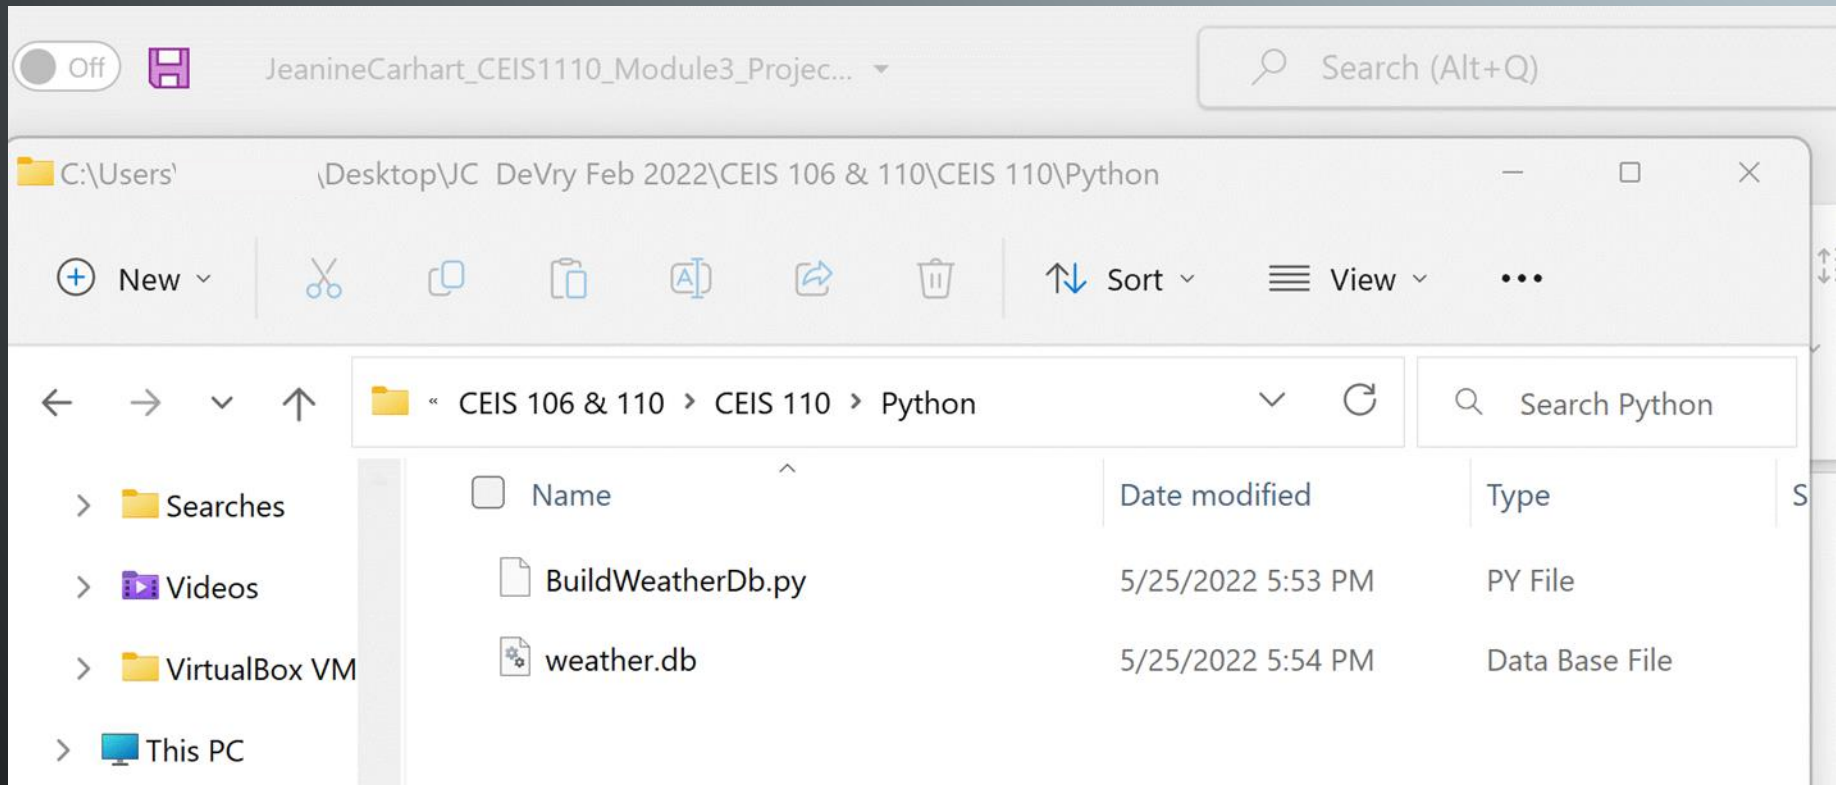 Off JeanineCarhart_CEIS1110_Module3_Projec... Search (Alt+Q)
C:\Users\ \Desktop\JC DeVry Feb 2022\CEIS 106 & 110\CEIS 110\Python
New Sort View
« CEIS 106 & 110 > CEIS 110 > Python Search Python
Name Date modified Type S
Searches
BuildWeatherDb.py 5/25/2022 5:53 PM PY File
Videos
weather.db 5/25/2022 5:54 PM Data Base File
VirtualBox VM
This PC